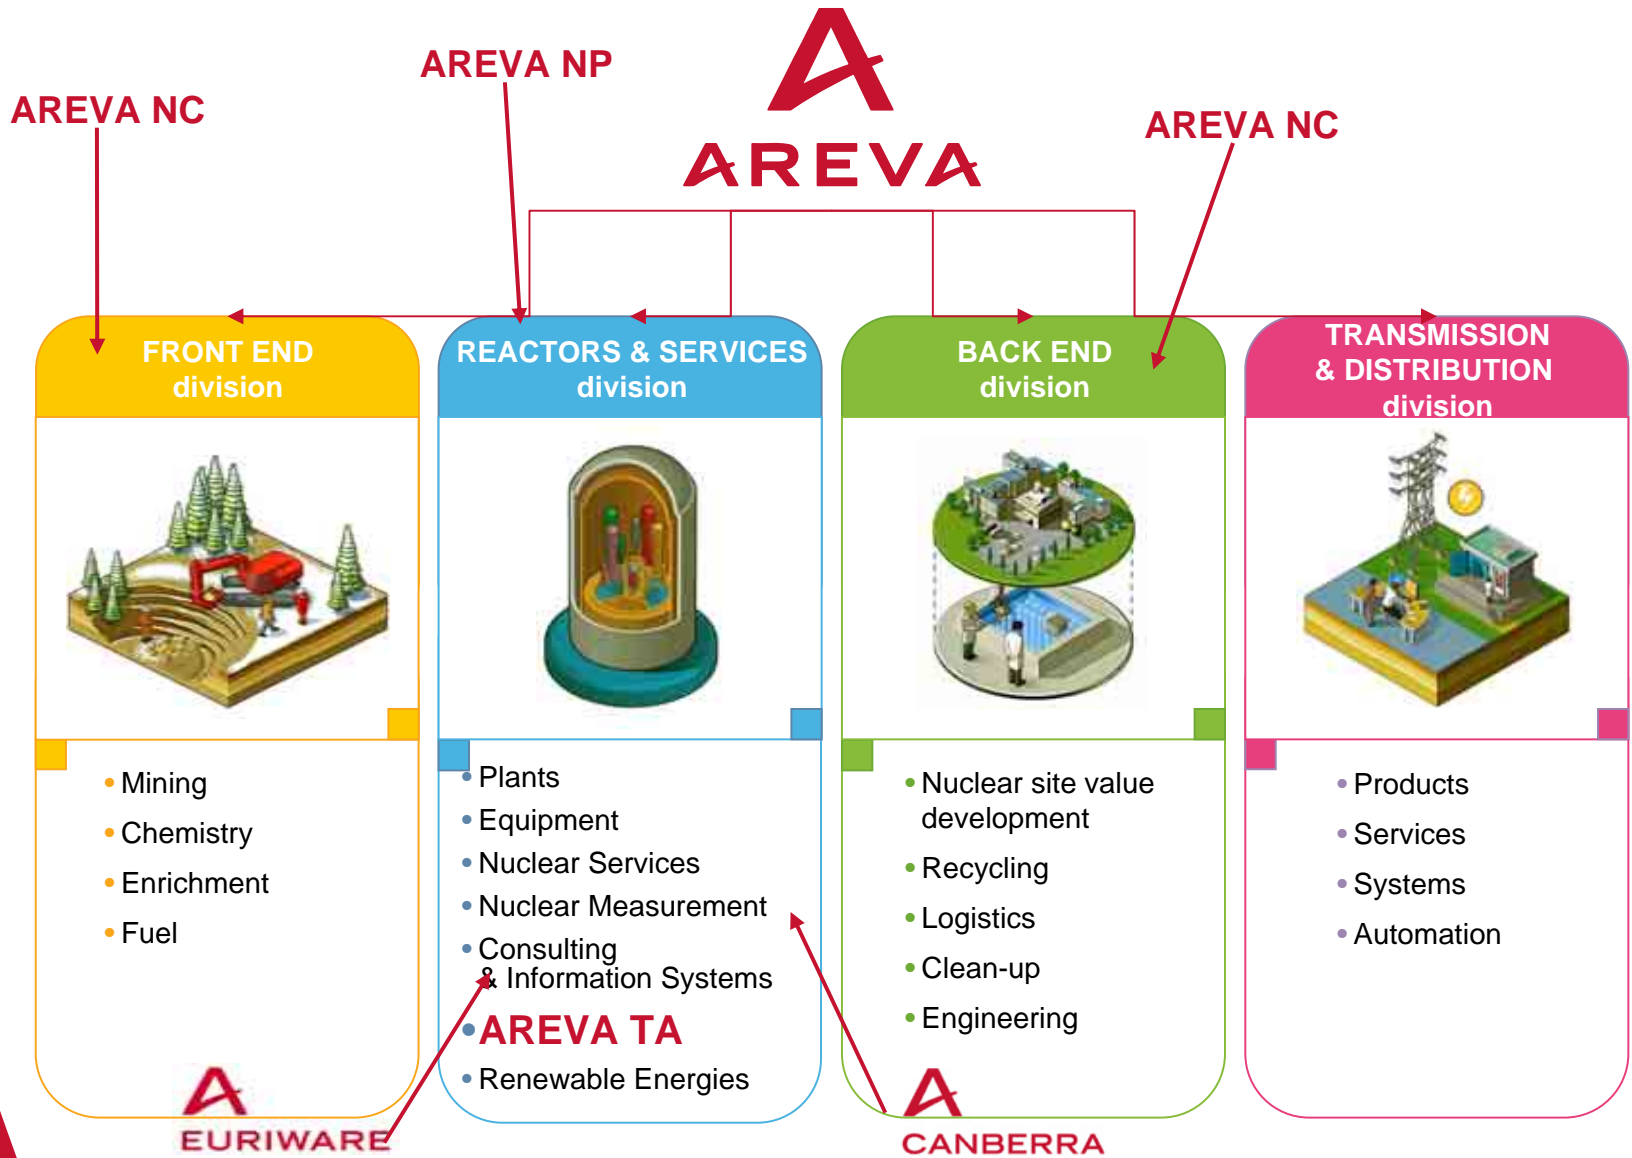 AREVA NP
AREVA NC
AREVA NC
AREVA
FRONT END
division
REACTORS & SERVICES
division
BACK END
division
TRANSMISSION
& DISTRIBUTION
division
• Mining
• Chemistry
• Enrichment
• Fuel
• Plants
• Equipment
• Nuclear Services
• Nuclear Measurement
• Consulting
& Information Systems
• AREVA TA
• Renewable Energies
• Nuclear site value
development
• Recycling
• Logistics
• Clean-up
• Engineering
• Products
• Services
• Systems
• Automation
EURIWARE
CANBERRA